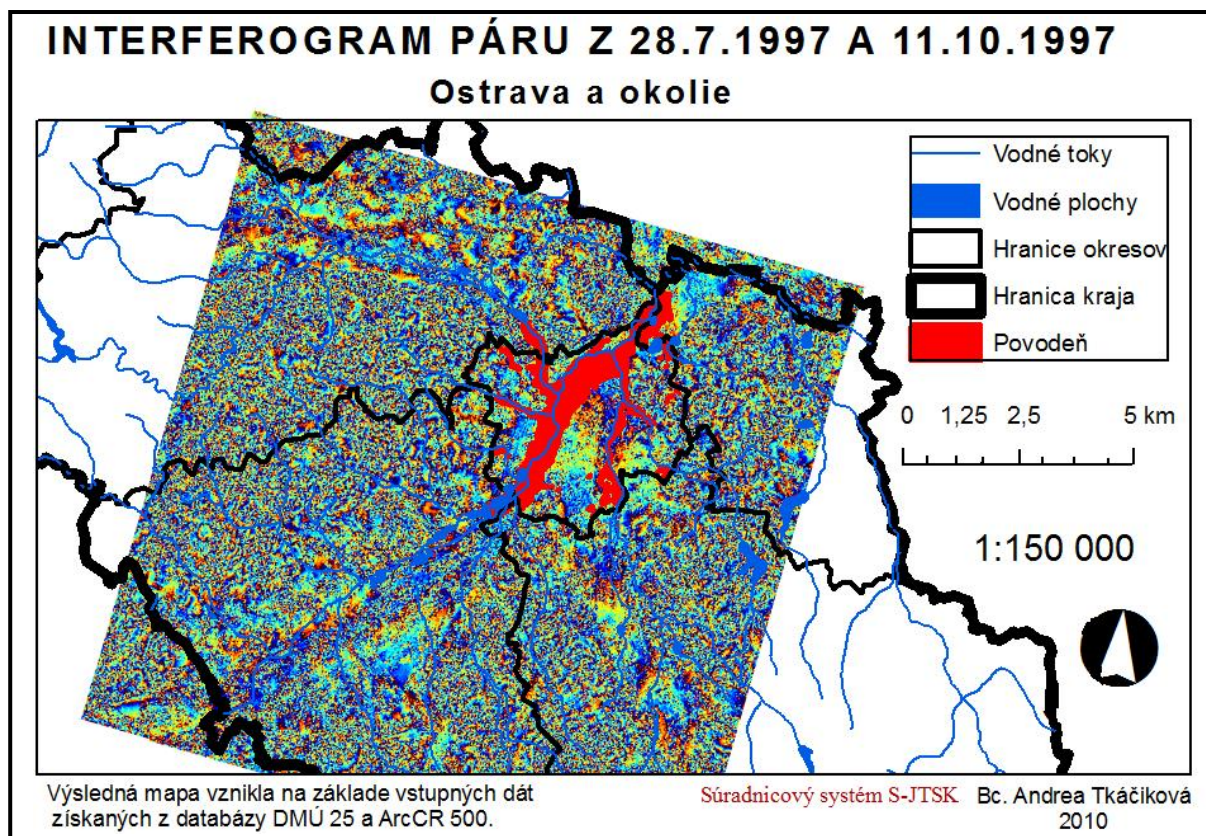 INTERFEROGRAM PÁRU Z 28.7.1997 A 11.10.1997
Ostrava a okolie
Vodné toky
Vodné plochy
Hranice okresov
Hranica kraja
Povodeň
0 1,25 2,5 5 km
1:150 000
Výsledná mapa vznikla na základe vstupných dát
získaných z databázy DMÚ 25 a ArcCR 500.
Súradnicový systém S-JTSK
Bc. Andrea Tkáčiková
2010